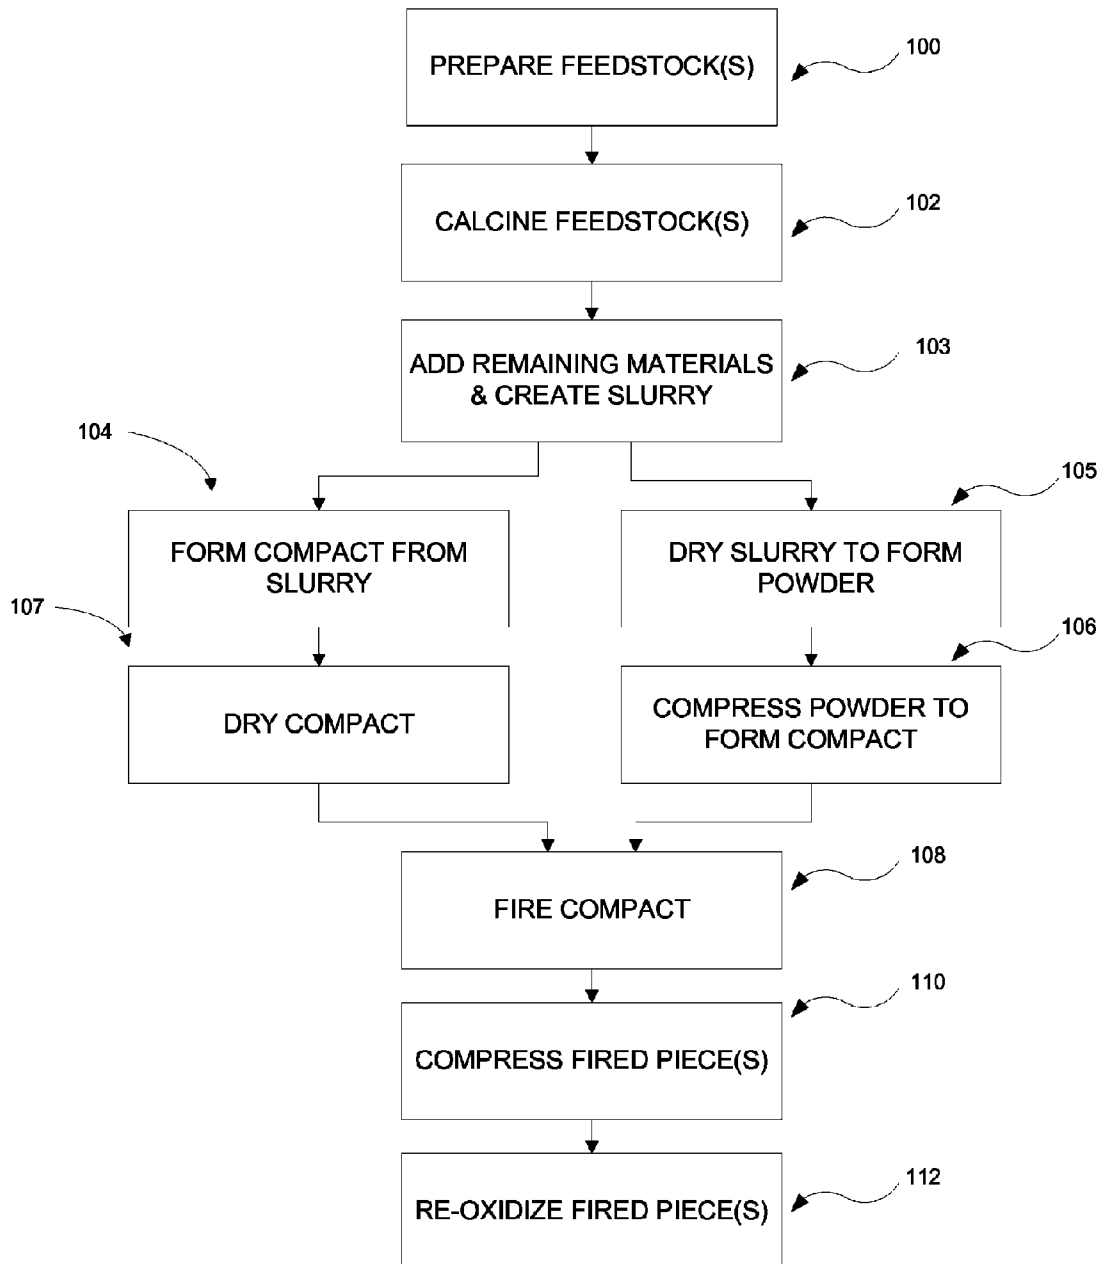 PREPARE FEEDSTOCK(S)
100
CALCINE FEEDSTOCK(S)
102
ADD REMAINING MATERIALS
& CREATE SLURRY
103
104
FORM COMPACT FROM
SLURRY
105
DRY SLURRY TO FORM
POWDER
107
DRY COMPACT
106
COMPRESS POWDER TO
FORM COMPACT
FIRE COMPACT
108
COMPRESS FIRED PIECE(S)
110
RE-OXIDIZE FIRED PIECE(S)
112